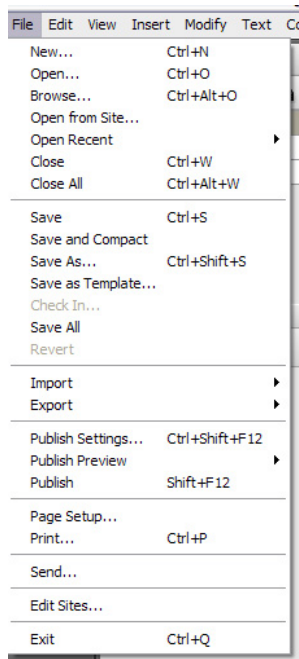 File Edit View Insert Modify Text
New... Ctrl+N
Open... Ctrl+O
Browse... Ctrl+Alt+O
Open from Site...
Open Recent
Close Ctrl+W
Close All Ctrl+Alt+W
Save Ctrl+S
Save and Compact
Save As... Ctrl+Shift+S
Save as Template...
Check In...
Save All
Revert
Import
Export
Publish Settings... Ctrl+Shift+F12
Publish Preview
Publish Shift+F12
Page Setup...
Print... Ctrl+P
Send...
Edit Sites...
Exit Ctrl+Q